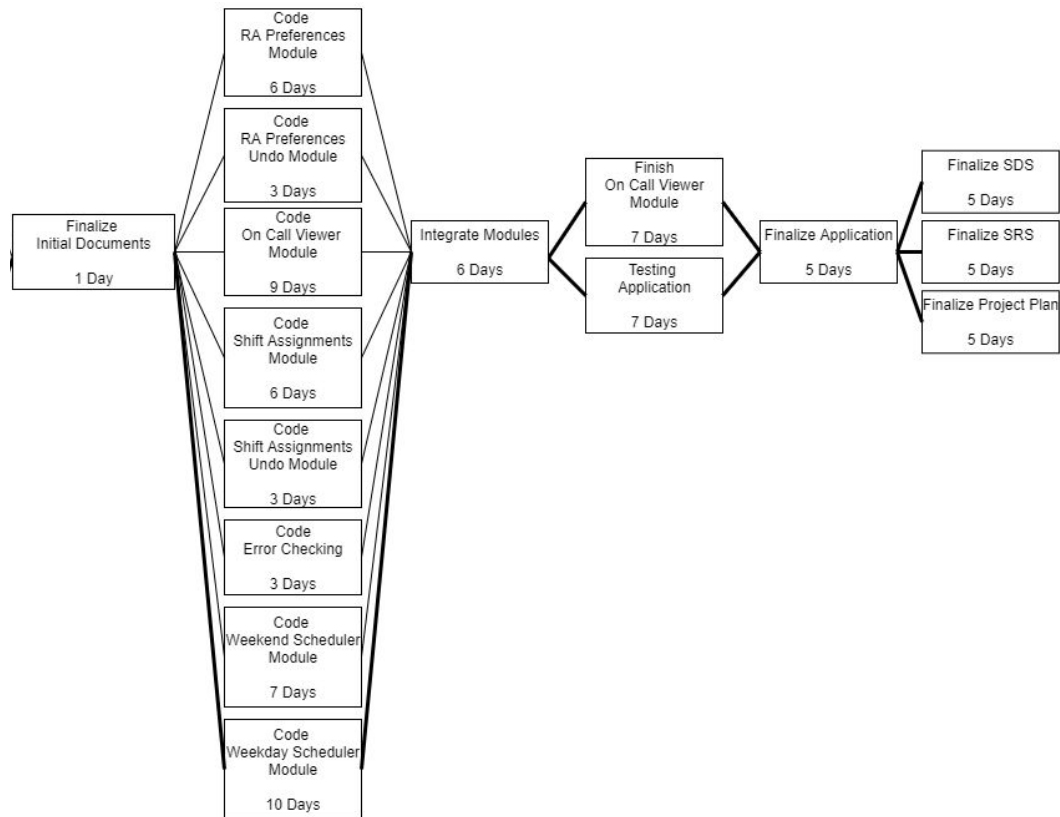 Finalize
Initial Documents
1 Day
Code
RA Preferences
Module
6 Days
Code
RA Preferences
Undo Module
3 Days
Code
On Call Viewer
Module
9 Days
Code
Shift Assignments
Module
6 Days
Code
Shift Assignments
Undo Module
3 Days
Code
Error Checking
3 Days
Code
Weekend Scheduler
Module
7 Days
Code
Weekday Scheduler
Module
10 Days
Integrate Modules
6 Days
Finish
On Call Viewer
Module
7 Days
Testing
Application
7 Days
Finalize Application
5 Days
Finalize SDS
5 Days
Finalize SRS
5 Days
Finalize Project Plan
5 Days